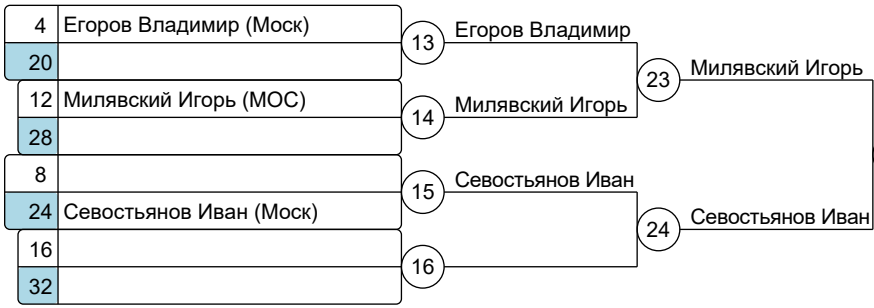 4 Егоров Владимир (Моск)
20
13 Егоров Владимир
12 Милявский Игорь (МОС)
28
14 Милявский Игорь
23 Милявский Игорь
8
24 Севостьянов Иван (Моск)
15 Севостьянов Иван
16
32
16
24 Севостьянов Иван